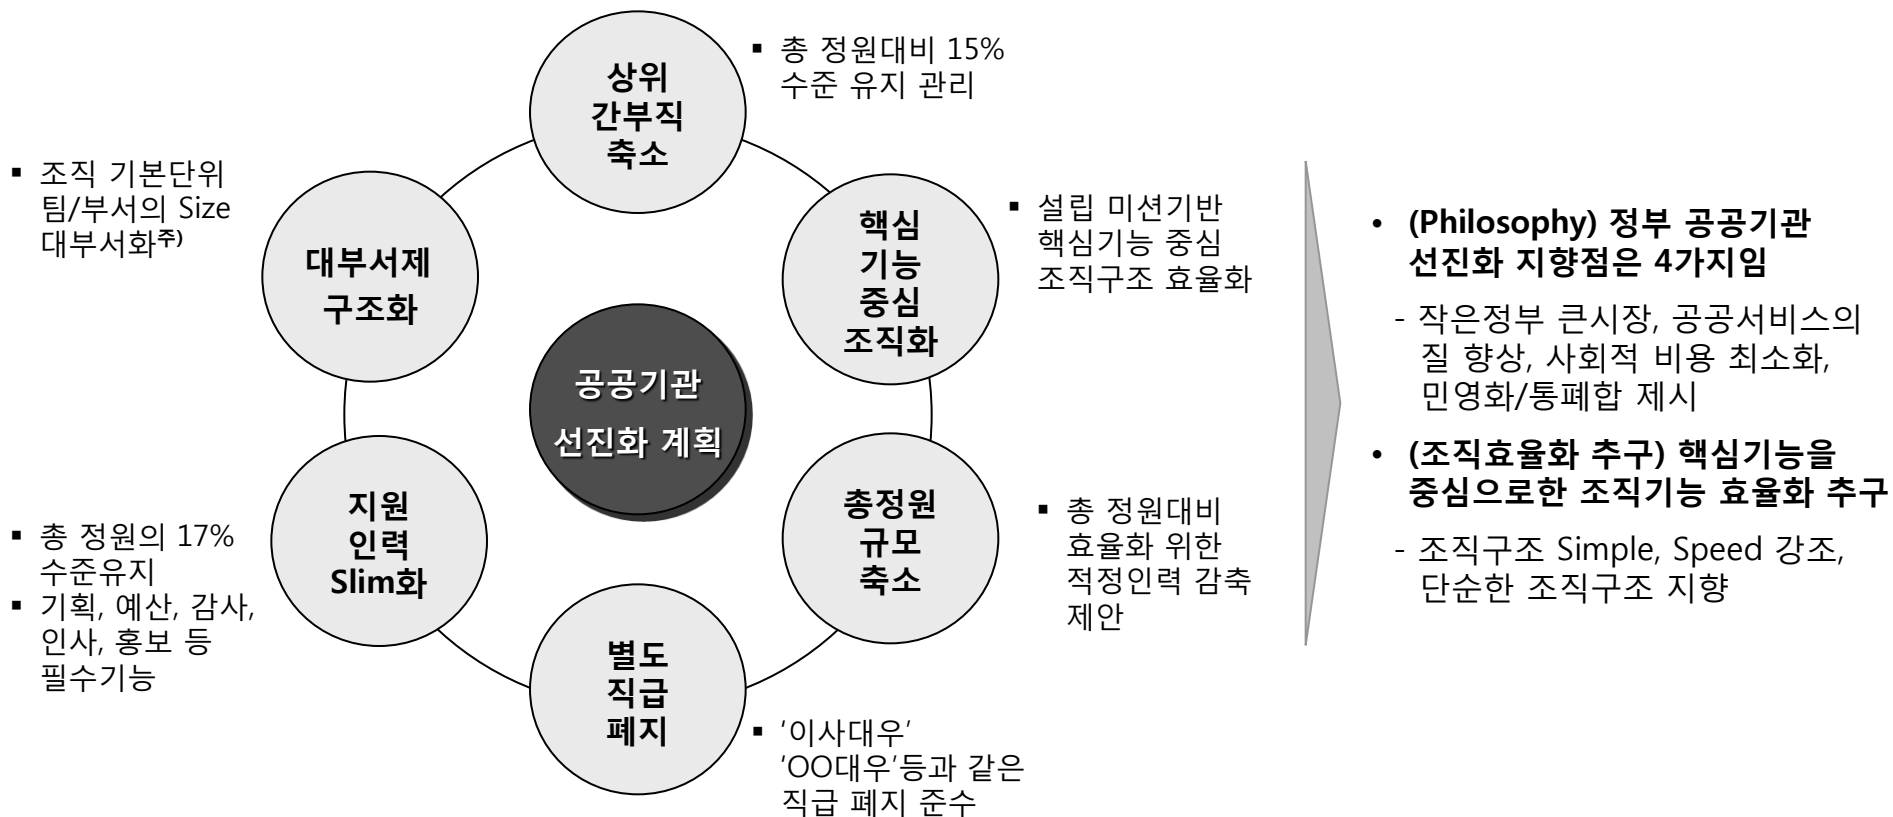 상위
간부직
축소
▪ 총 정원대비 15%
수준 유지 관리
핵심
기능
중심
조직화
▪ 설립 미션기반
핵심기능 중심
조직구조 효율화
총정원
규모
축소
▪ 총 정원대비
효율화 위한
적정인력 감축
제안
별도
직급
폐지
▪ '이사대우'
'OO대우'등과 같은
직급 폐지 준수
지원
인력
Slim화
▪ 총 정원의 17%
수준유지
▪ 기획, 예산, 감사,
인사, 홍보 등
필수기능
대부서제
구조화
▪ 조직 기본단위
팀/부서의 Size
대부서화주)
공공기관
선진화 계획
• (Philosophy) 정부 공공기관
선진화 지향점은 4가지임
- 작은정부 큰시장, 공공서비스의
질 향상, 사회적 비용 최소화,
민영화/통폐합 제시
• (조직효율화 추구) 핵심기능을
중심으로한 조직기능 효율화 추구
- 조직구조 Simple, Speed 강조,
단순한 조직구조 지향